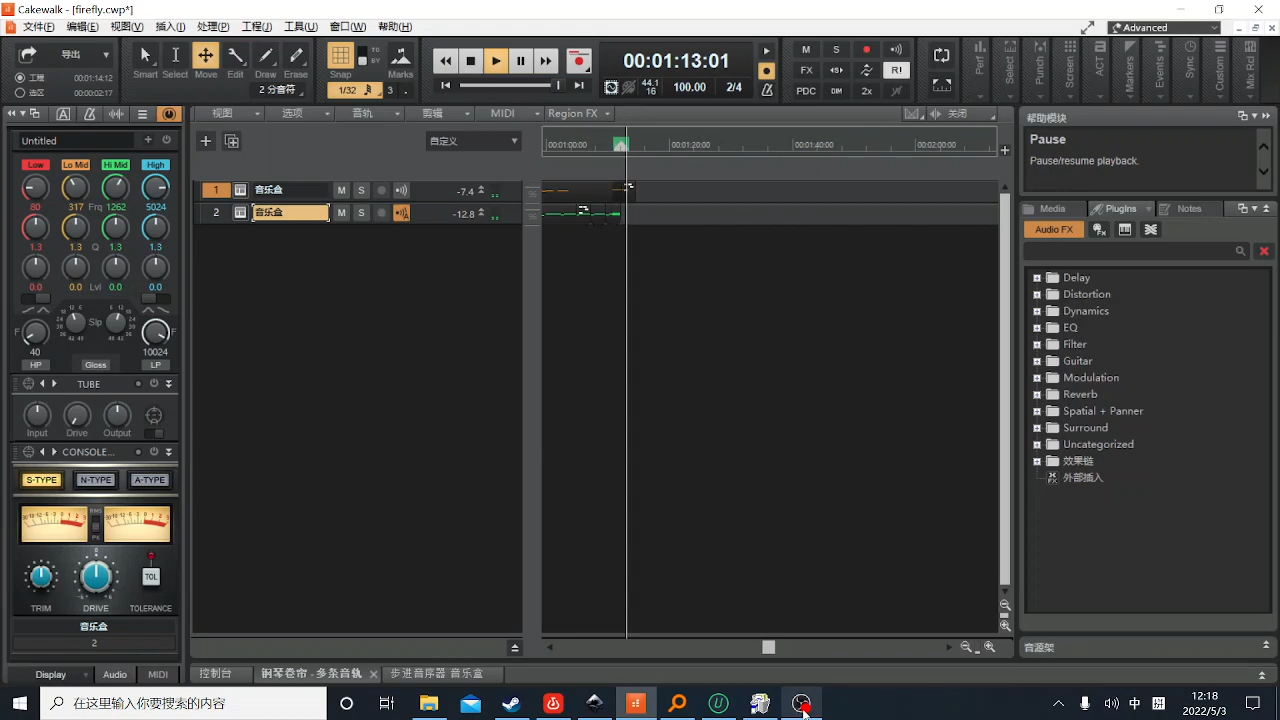 Cakewalk - [firefly.cwp*]
文件(F) 编辑(E) 视图(V) 插入(I) 处理(P) 工程(J) 工具(U) 窗口(W) 帮助(H) Advanced
导出
工程 00:01:14:12
选区 00:00:02:17
Smart Select Move Edit Draw Erase
2 分音符
Snap TO BY Marks
1/32 3
00:01:13:01
44.1 16 100.00 2/4
M S
FX R!
PDC DIM 2x
Perf Select Punch Screen ACT Markers Events Sync Custom Mix Rcl
视图 选项 音轨 剪辑 MIDI Region FX 关闭
Untitled
自定义
00:01:00:00 00:01:20:00 00:01:40:00 00:02:00:00
1 音乐盒 M S -7.4
2 音乐盒 M S -12.8
Low Lo Mid Hi Mid High
80 317 Frq 1262 5024
Q
1.3 1.3 1.3 1.3
0.0 0.0 Lvl 0.0 0.0
Slp
F F
40 10024
HP Gloss LP
TUBE
Input Drive Output
CONSOLE...
S-TYPE N-TYPE A-TYPE
RMS
PK
TOL
TRIM DRIVE TOLERANCE
音乐盒
2
Display Audio MIDI
控制台 钢琴卷帘 - 多条音轨 步进音序器 音乐盒
帮助模块
Pause
Pause/resume playback.
Media PlugIns Notes
Audio FX
Delay
Distortion
Dynamics
EQ
Filter
Guitar
Modulation
Reverb
Spatial + Panner
Surround
Uncategorized
效果链
外部插入
音源架
在这里输入你要搜索的内容
中 拼
12:18
2022/5/3